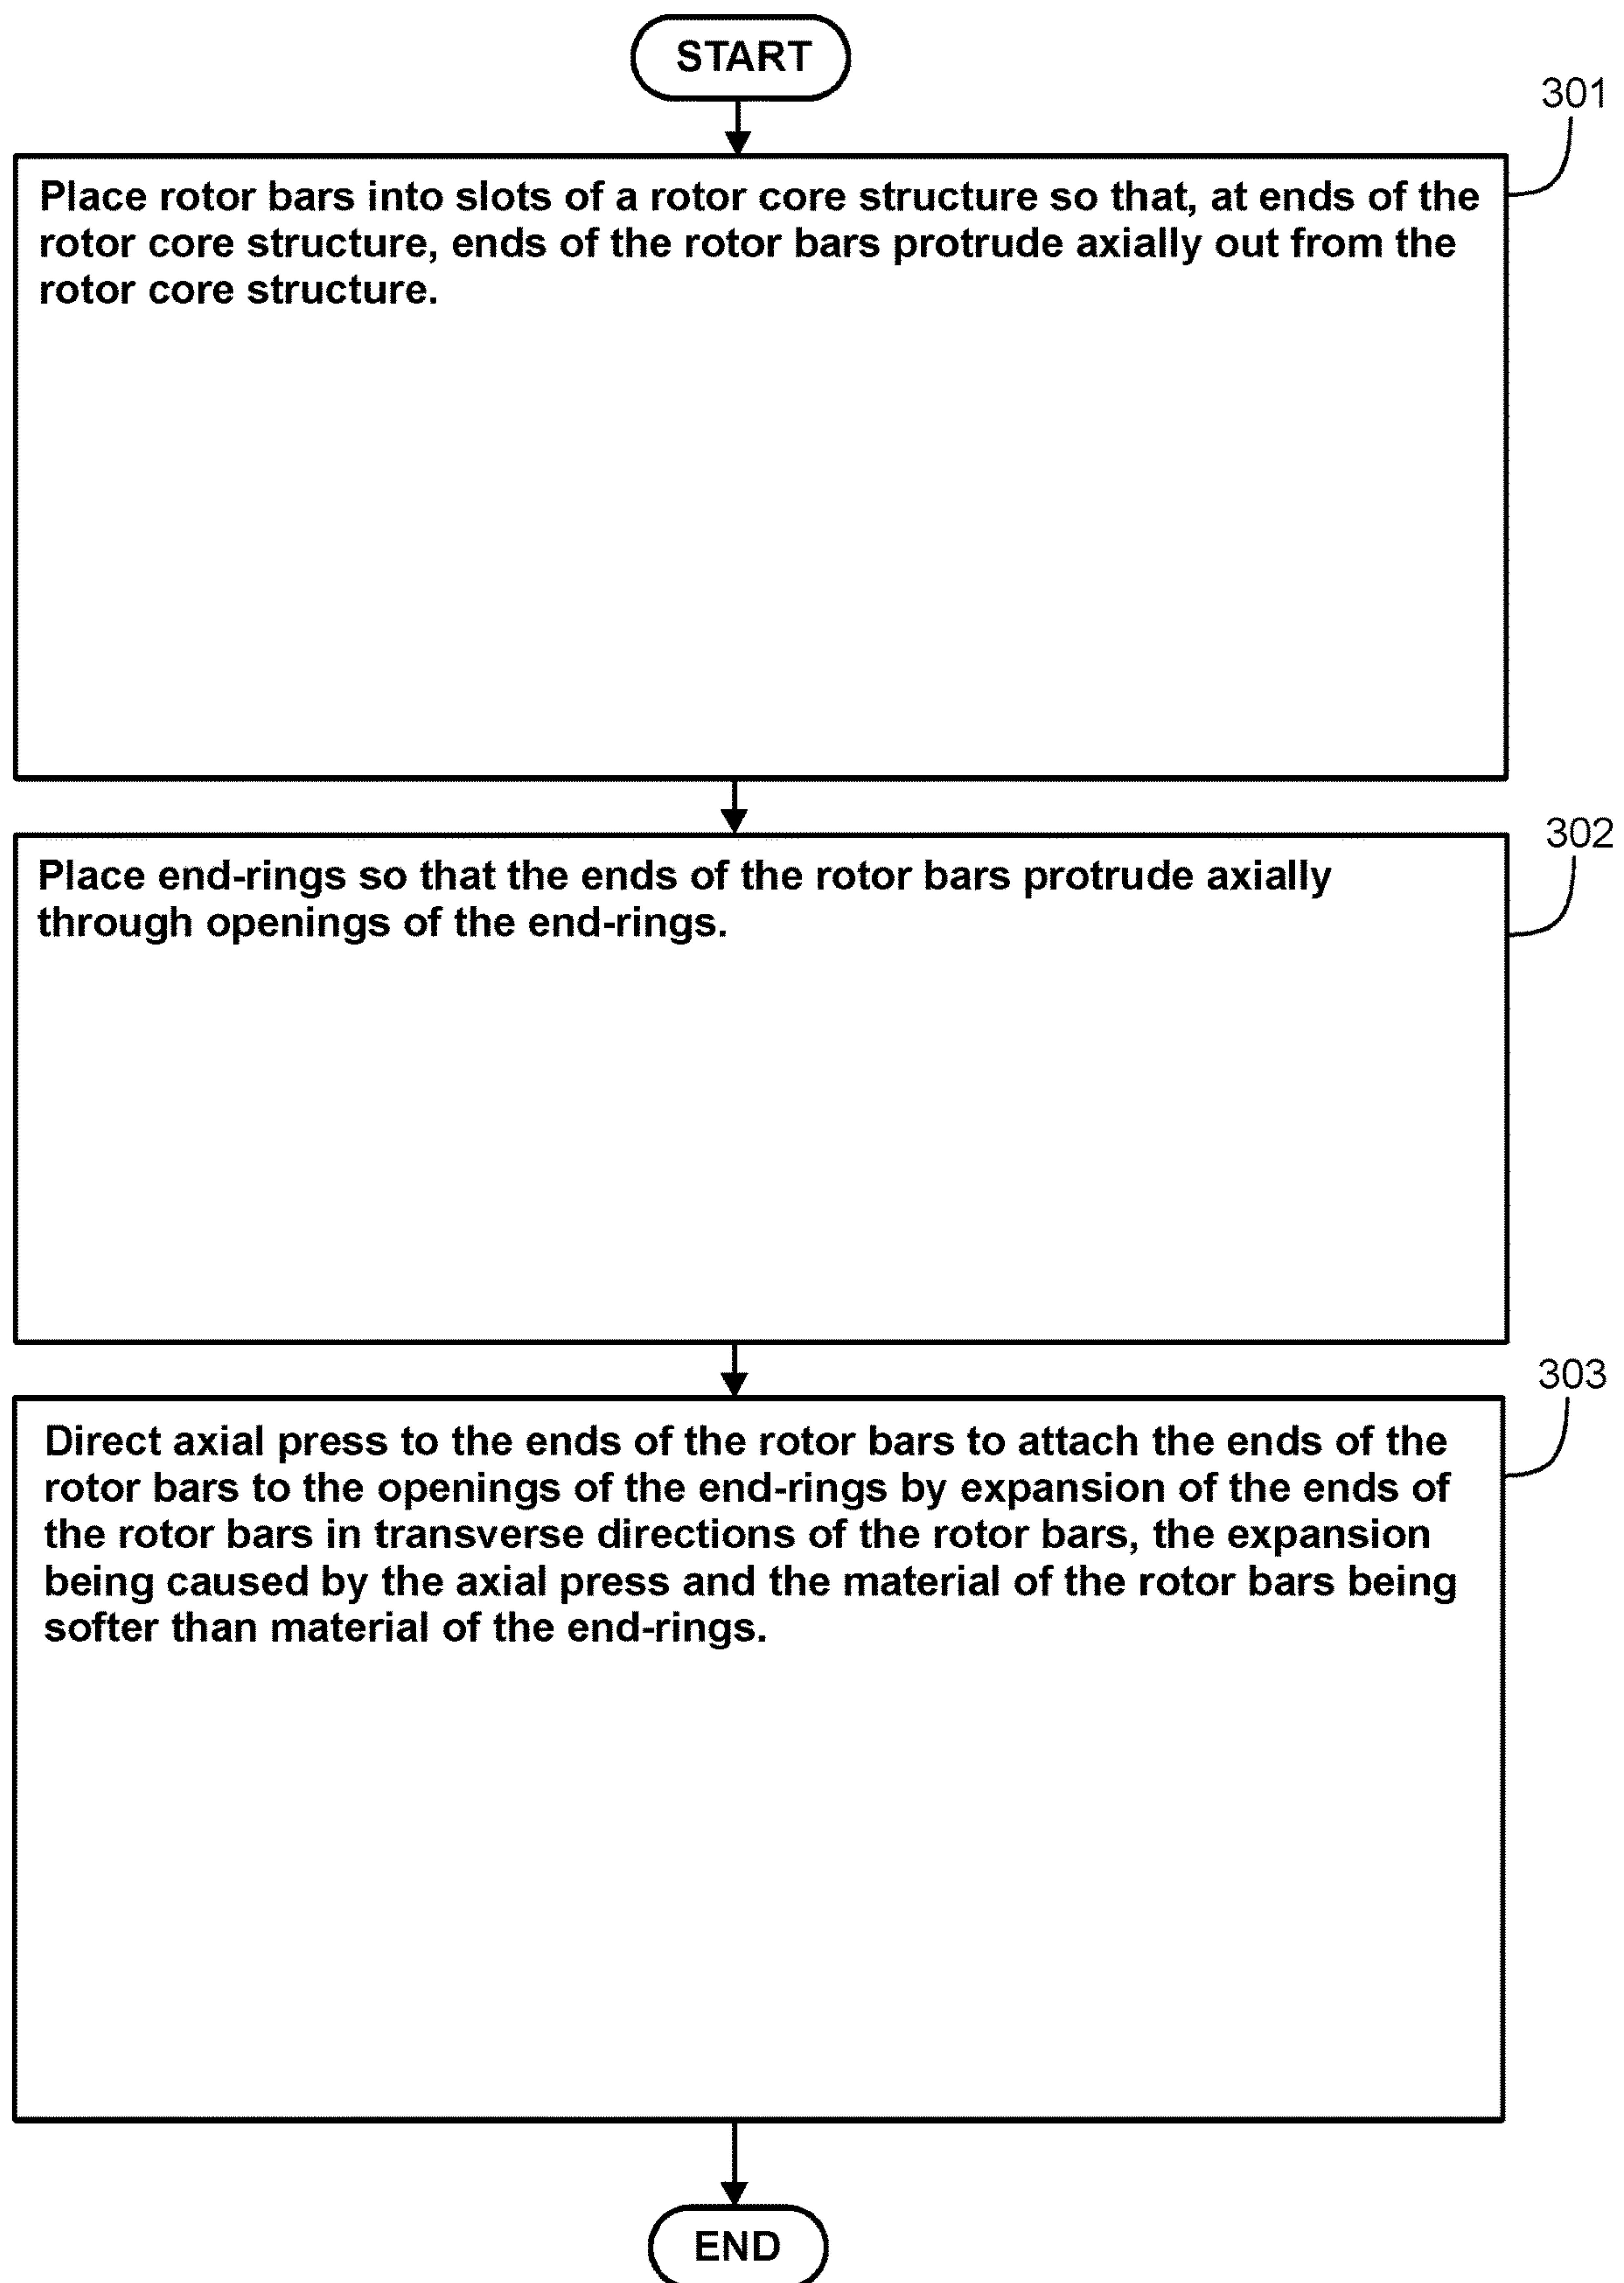 START
301
Place rotor bars into slots of a rotor core structure so that, at ends of the
rotor core structure, ends of the rotor bars protrude axially out from the
rotor core structure.
302
Place end-rings so that the ends of the rotor bars protrude axially
through openings of the end-rings.
303
Direct axial press to the ends of the rotor bars to attach the ends of the
rotor bars to the openings of the end-rings by expansion of the ends of
the rotor bars in transverse directions of the rotor bars, the expansion
being caused by the axial press and the material of the rotor bars being
softer than material of the end-rings.
END